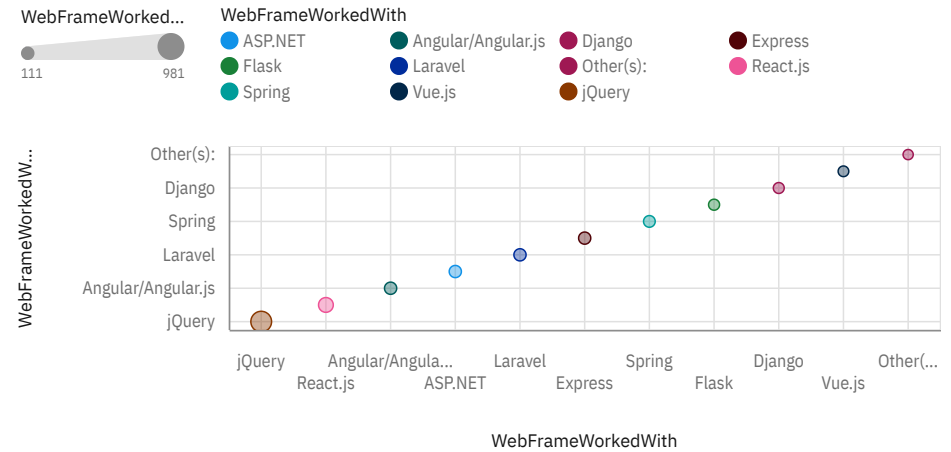 WebFrameWorked...
111 981
WebFrameWorkedWith
ASP.NET Angular/Angular.js Django Express
Flask Laravel Other(s): React.js
Spring Vue.js jQuery
WebFrameWorkedW...
Other(s):
Django
Spring
Laravel
Angular/Angular.js
jQuery
jQuery Angular/Angula... Laravel Spring Django Other(...
React.js ASP.NET Express Flask Vue.js
WebFrameWorkedWith